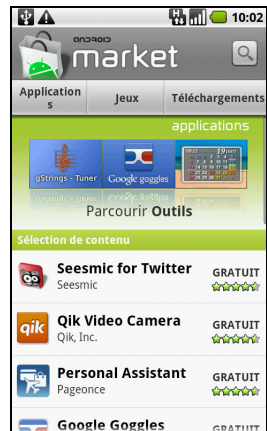 10:02
ANDROID
market
Application
s
Jeux
Téléchargements
applications
gStrings - Tuner
Google goggles
Parcourir Outils
Sélection de contenu
Seesmic for Twitter
GRATUIT
Seesmic
qik
Qik Video Camera
GRATUIT
Qik, Inc.
Personal Assistant
GRATUIT
Pageonce
Google Goggles
GRATUIT